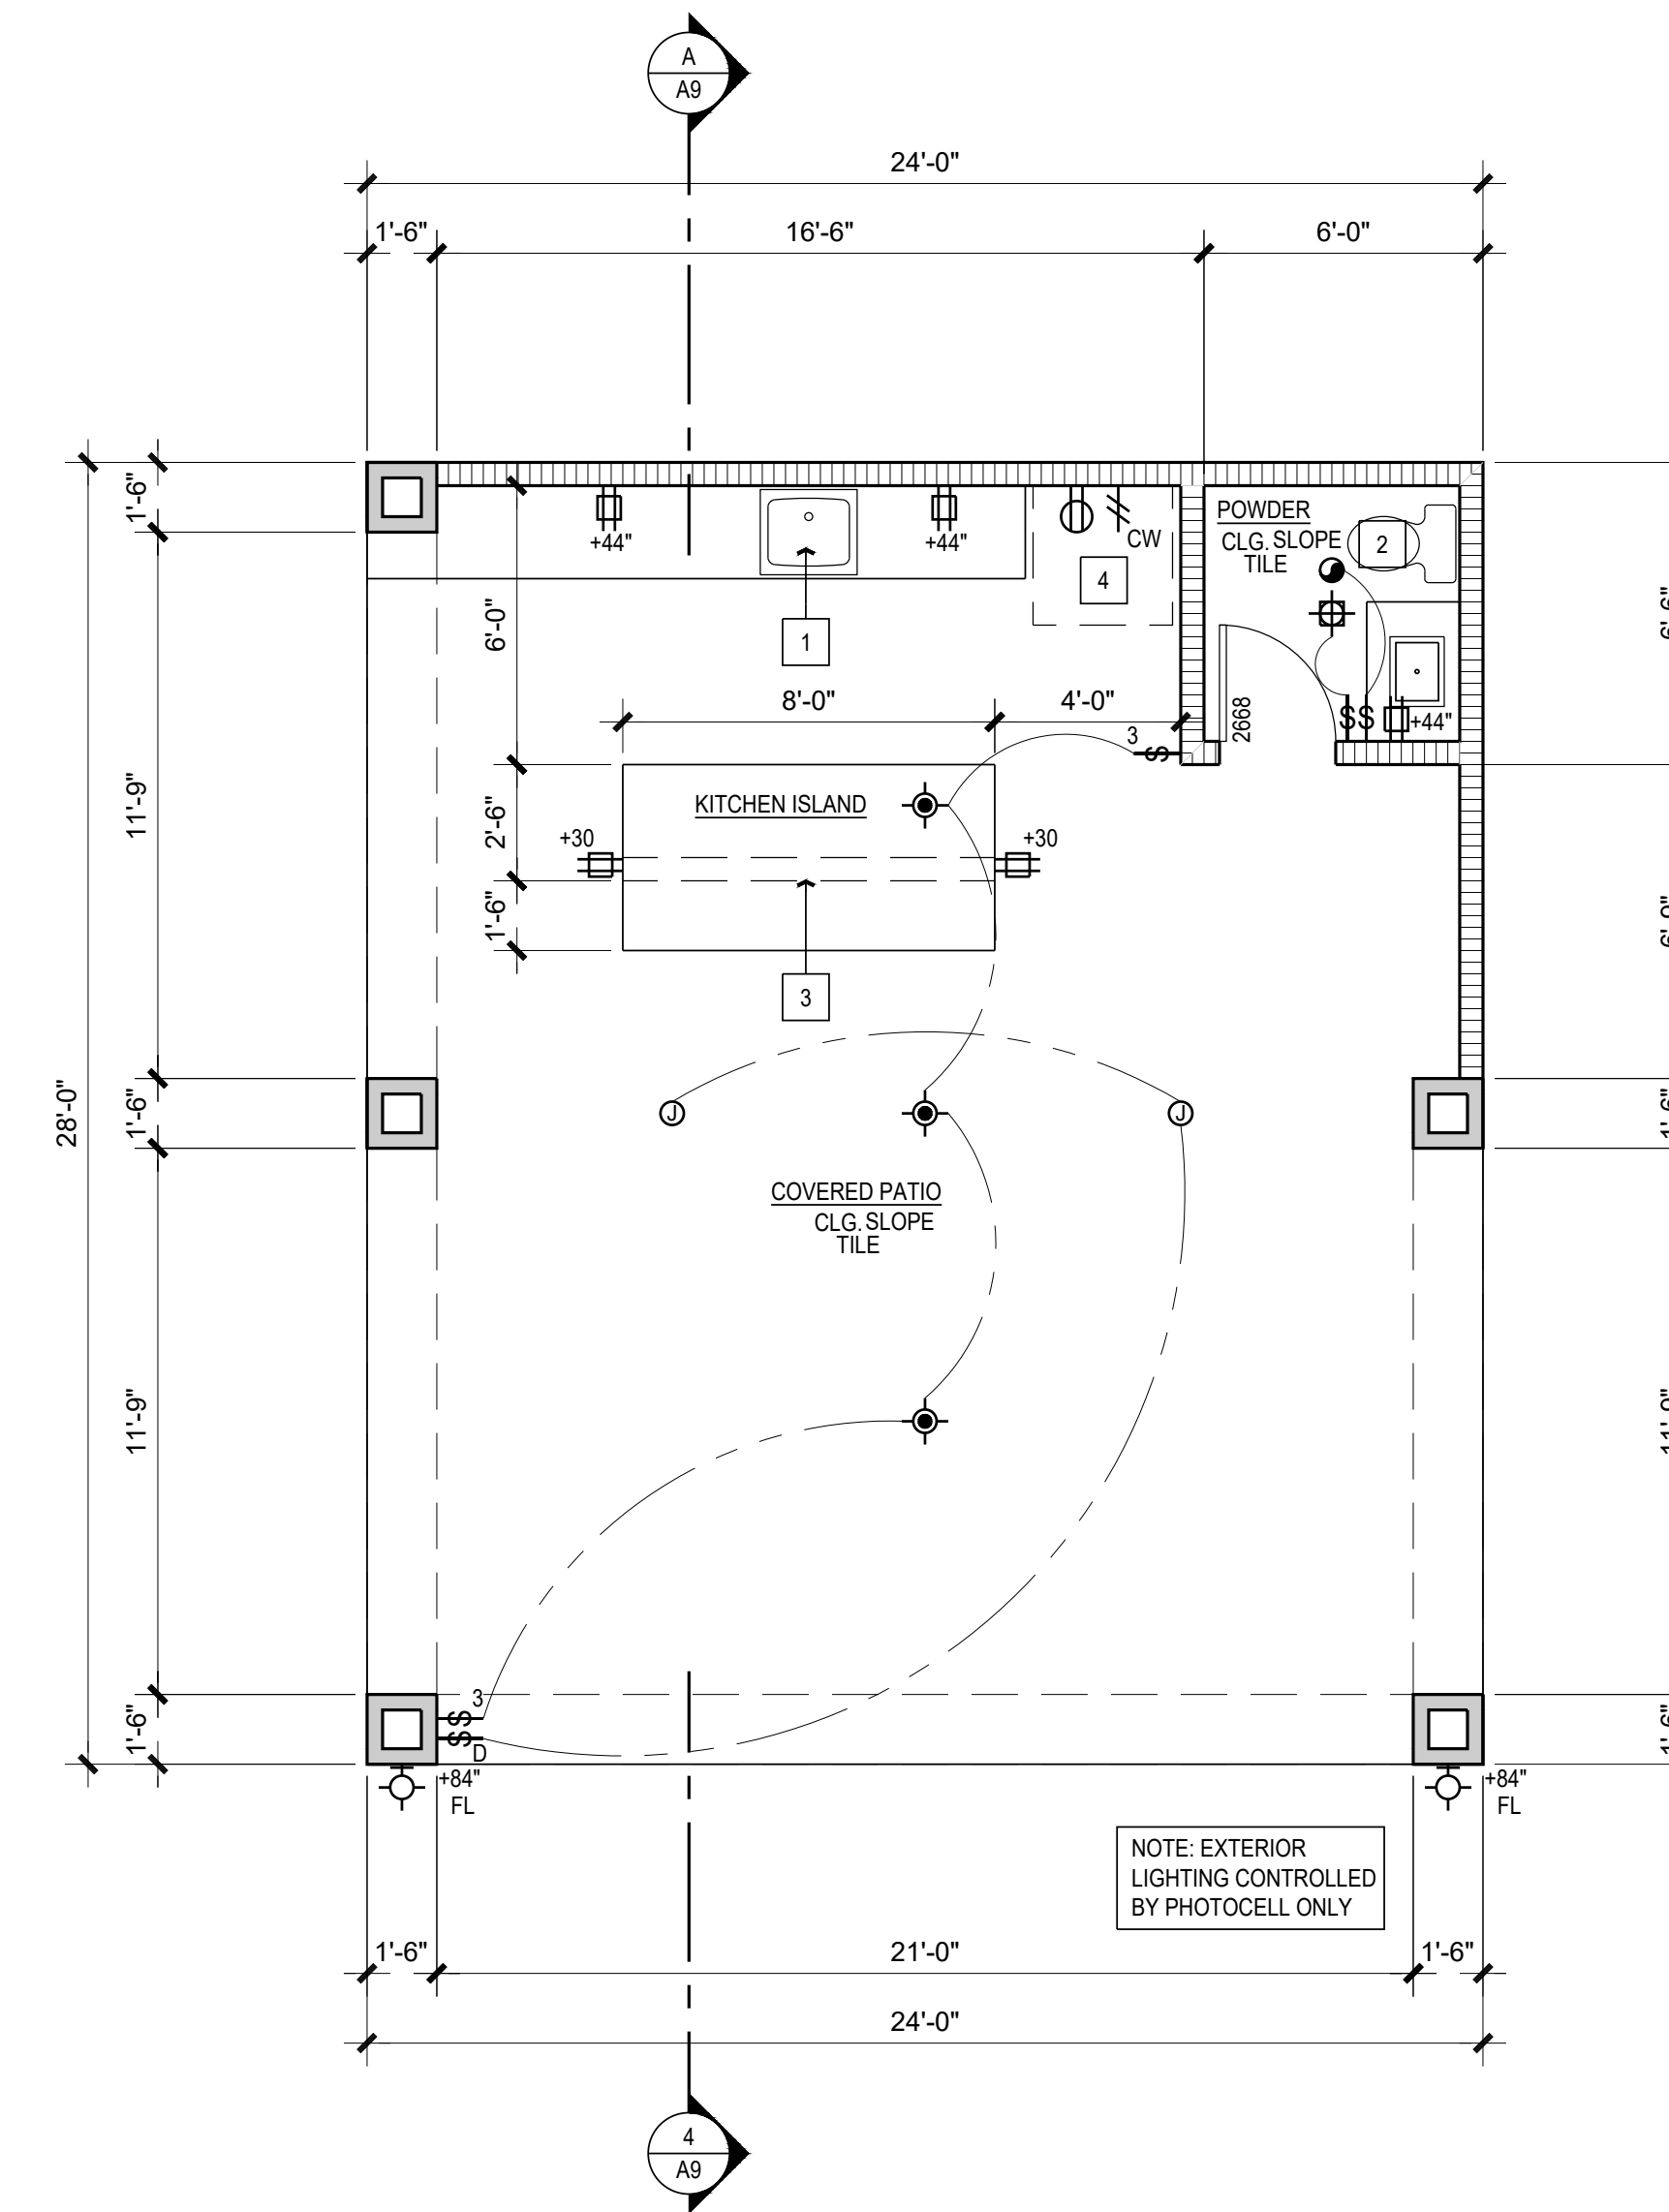 A
A9
24'-0"
1'-6"
16'-6"
6'-0"
1'-6"
+44"
+44"
CW
POWDER
CLG. SLOPE
TILE
2
4
1
6'-0"
8'-0"
4'-0"
2668
SS
+44"
3
S
KITCHEN ISLAND
2'-6"
+30
+30
11'-9"
1'-6"
3
28'-0"
1'-6"
J
J
COVERED PATIO
CLG. SLOPE
TILE
11'-9"
1'-6"
3
S
S
D
+84"
FL
+84"
FL
NOTE: EXTERIOR
LIGHTING CONTROLLED
BY PHOTOCELL ONLY
1'-6"
21'-0"
1'-6"
24'-0"
4
A9